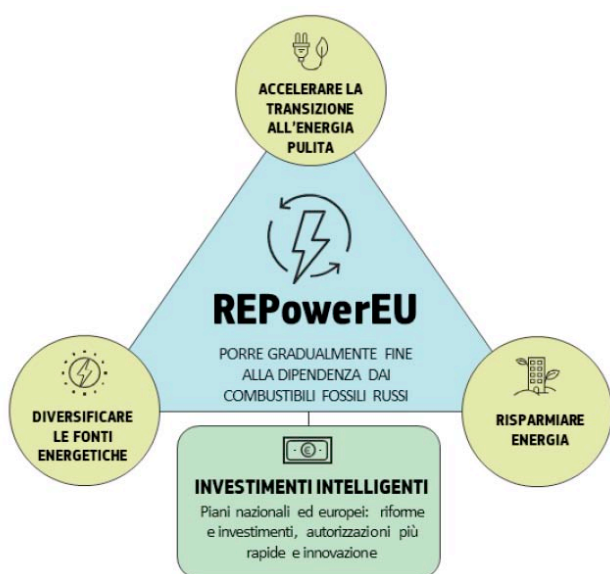 ACCELERARE LA
TRANSIZIONE
ALL'ENERGIA
PULITA
REPowerEU
PORRE GRADUALMENTE FINE
ALLA DIPENDENZA DAI
COMBUSTIBILI FOSSILI RUSSI
DIVERSIFICARE
LE FONTI
ENERGETICHE
RISPARMIARE
ENERGIA
€
INVESTIMENTI INTELLIGENTI
Piani nazionali ed europei: riforme
e investimenti, autorizzazioni più
rapide e innovazione